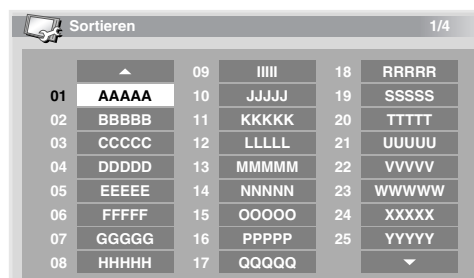 Sortieren 1/4
09 IIIII 18 RRRRR
01 AAAAA 10 JJJJJ 19 SSSSS
02 BBBBB 11 KKKKK 20 TTTTT
03 CCCCC 12 LLLLL 21 UUUUU
04 DDDDD 13 MMMMM 22 VVVVV
05 EEEEE 14 NNNNN 23 WWWWW
06 FFFFF 15 OOOOO 24 XXXXX
07 GGGGG 16 PPPPP 25 YYYYY
08 HHHHH 17 QQQQQ